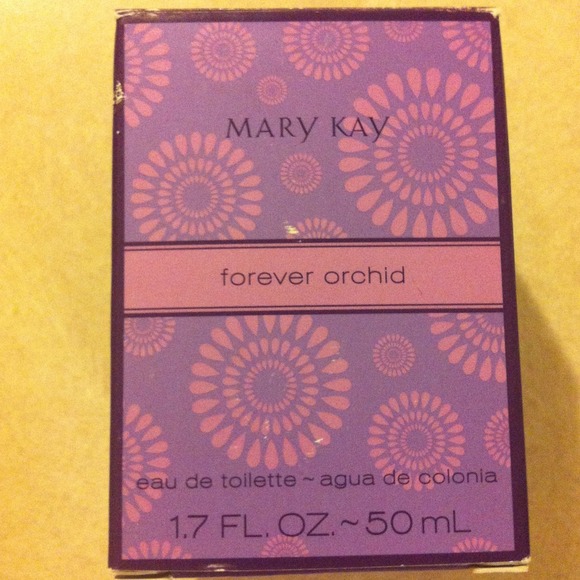 MARY KAY
forever orchid
eau de toilette ~ agua de colonia
1.7 FL. OZ. ~ 50 mL